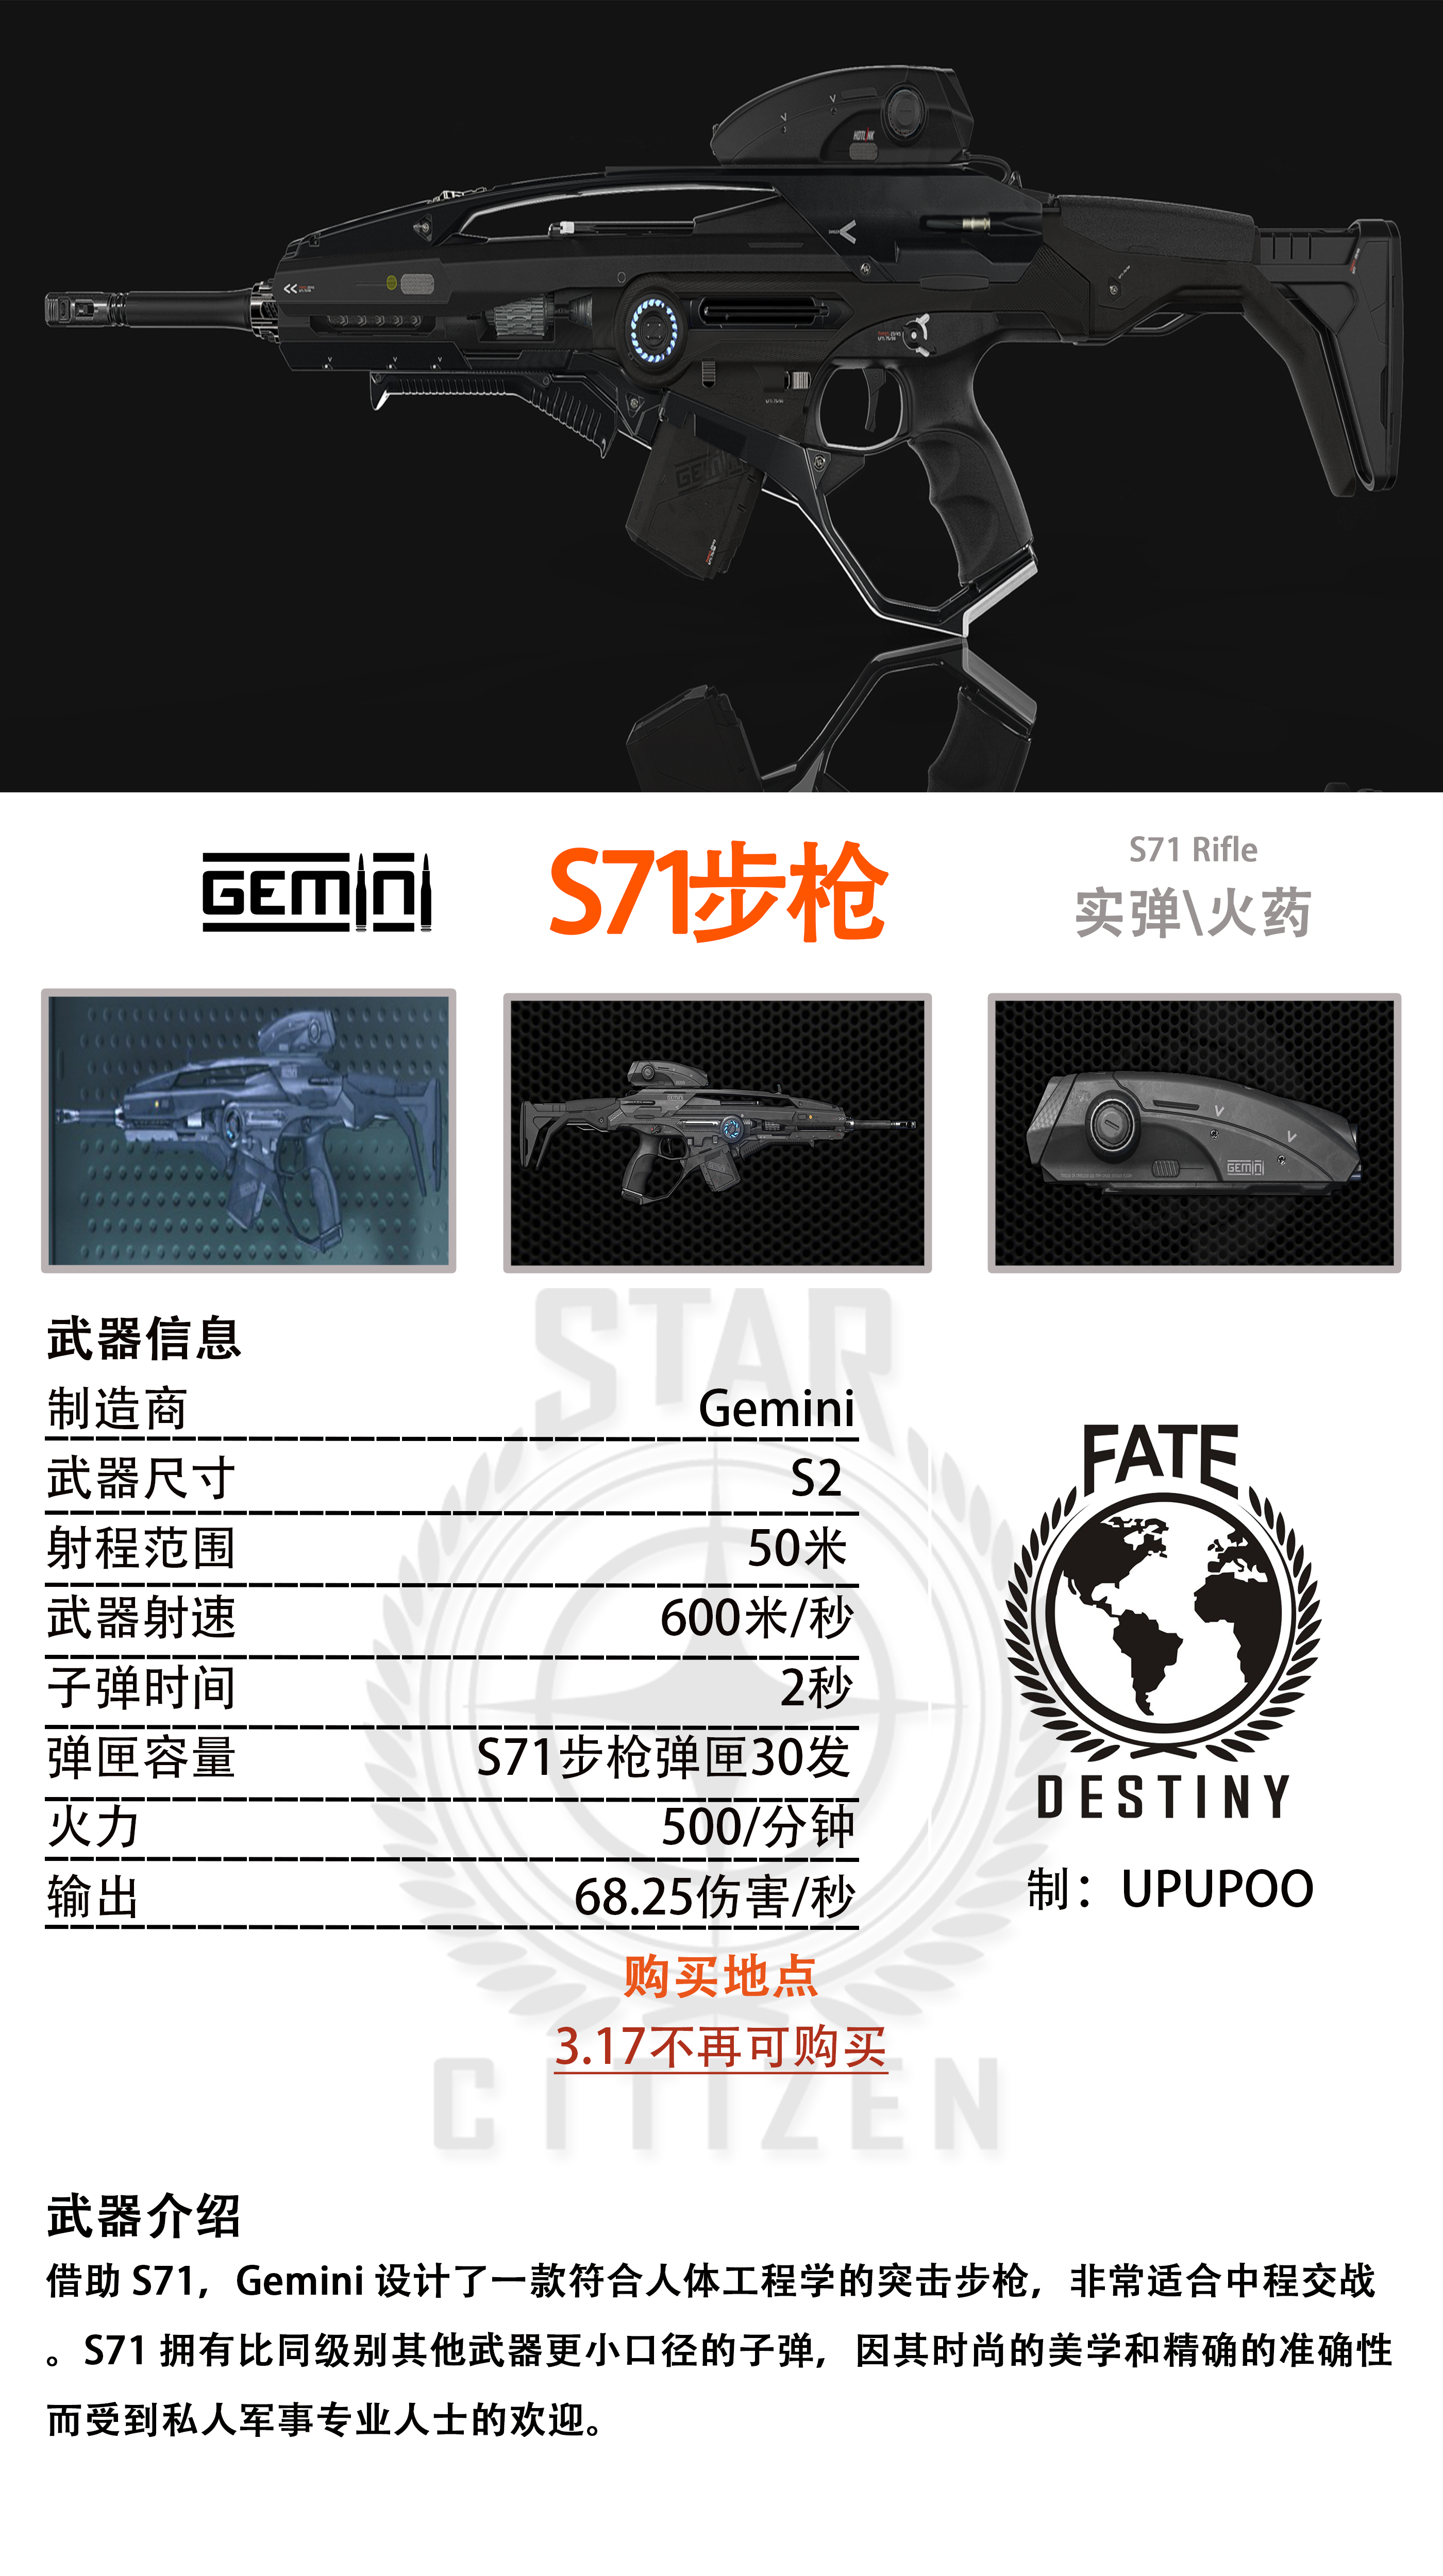 HOTLINK
GEMINI
GEMINI
S71步枪
S71 Rifle
实弹\火药
GEMINI
STAR
武器信息
制造商 Gemini
武器尺寸 S2
射程范围 50米
武器射速 600米/秒
子弹时间 2秒
弹匣容量 S71步枪弹匣30发
火力 500/分钟
输出 68.25伤害/秒
FATE
DESTINY
制：UPUPOO
购买地点
3.17不再可购买
CITIZEN
武器介绍
借助 S71，Gemini 设计了一款符合人体工程学的突击步枪，非常适合中程交战
。S71 拥有比同级别其他武器更小口径的子弹，因其时尚的美学和精确的准确性
而受到私人军事专业人士的欢迎。